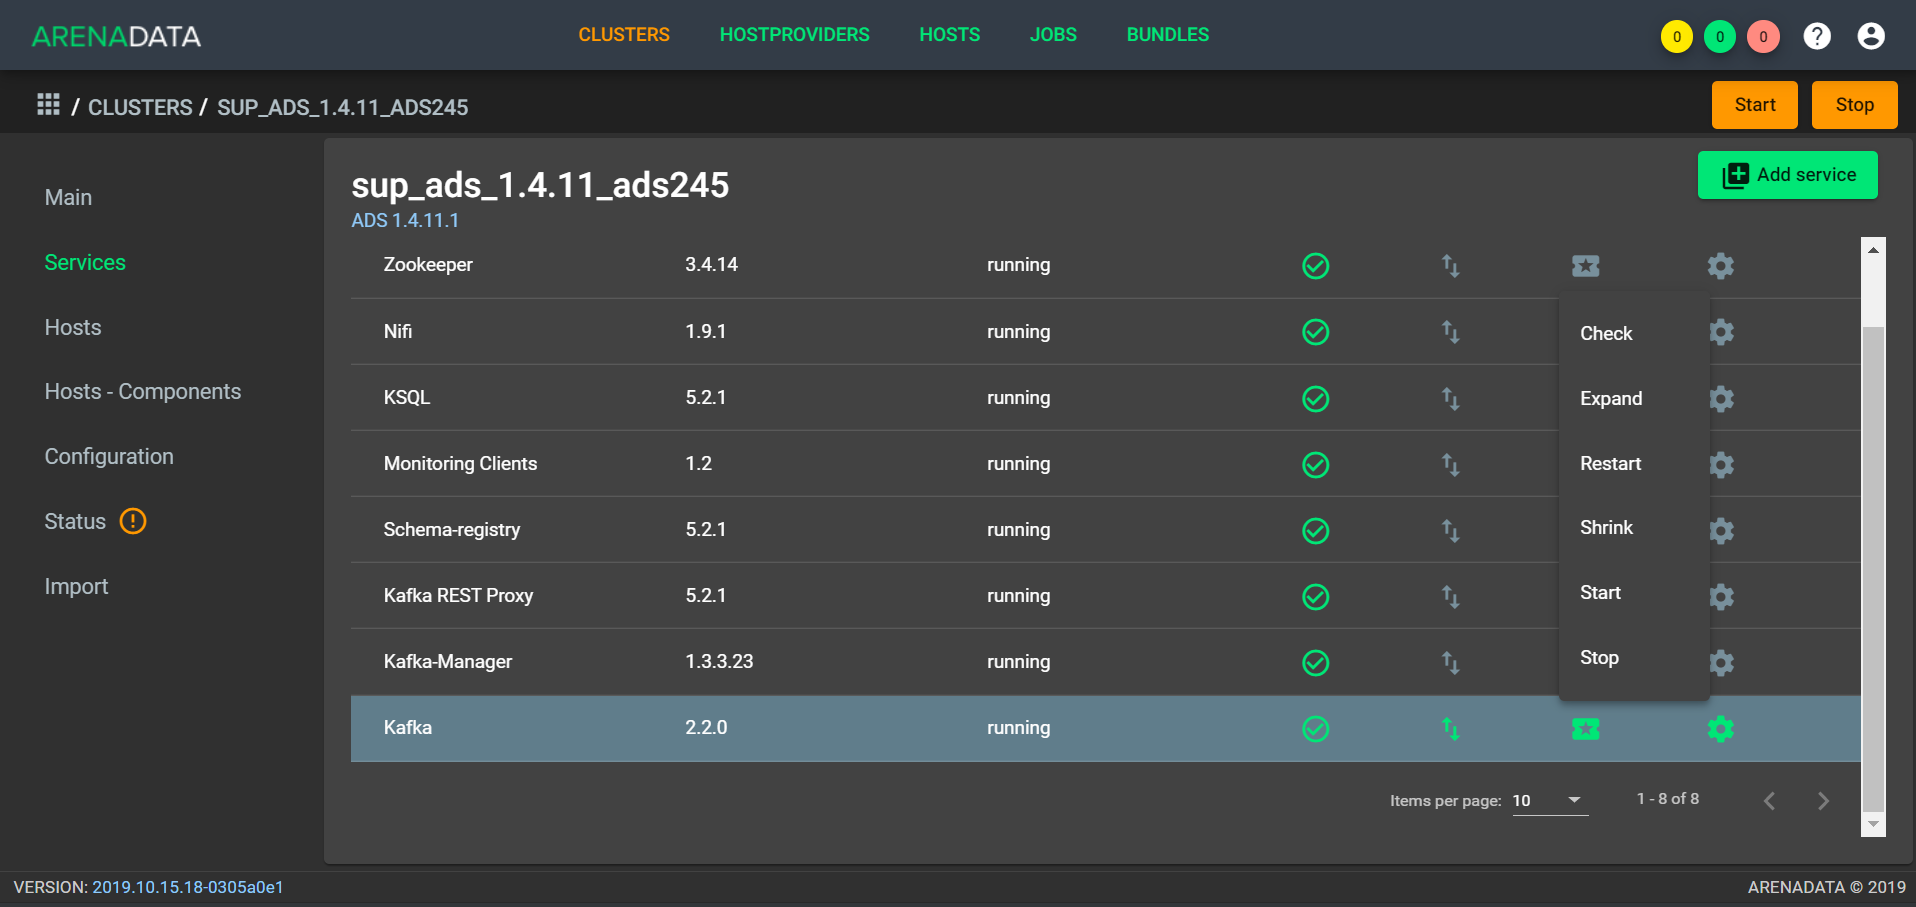 ARENADATA
CLUSTERS HOSTPROVIDERS HOSTS JOBS BUNDLES
0 0 0 ?
/ CLUSTERS / SUP_ADS_1.4.11_ADS245
Start Stop
Main
Services
Hosts
Hosts - Components
Configuration
Status !
Import
sup_ads_1.4.11_ads245
Add service
ADS 1.4.11.1
Zookeeper 3.4.14 running
Nifi 1.9.1 running
KSQL 5.2.1 running
Monitoring Clients 1.2 running
Schema-registry 5.2.1 running
Kafka REST Proxy 5.2.1 running
Kafka-Manager 1.3.3.23 running
Kafka 2.2.0 running
Check
Expand
Restart
Shrink
Start
Stop
Items per page: 10 1 - 8 of 8
VERSION: 2019.10.15.18-0305a0e1
ARENADATA © 2019